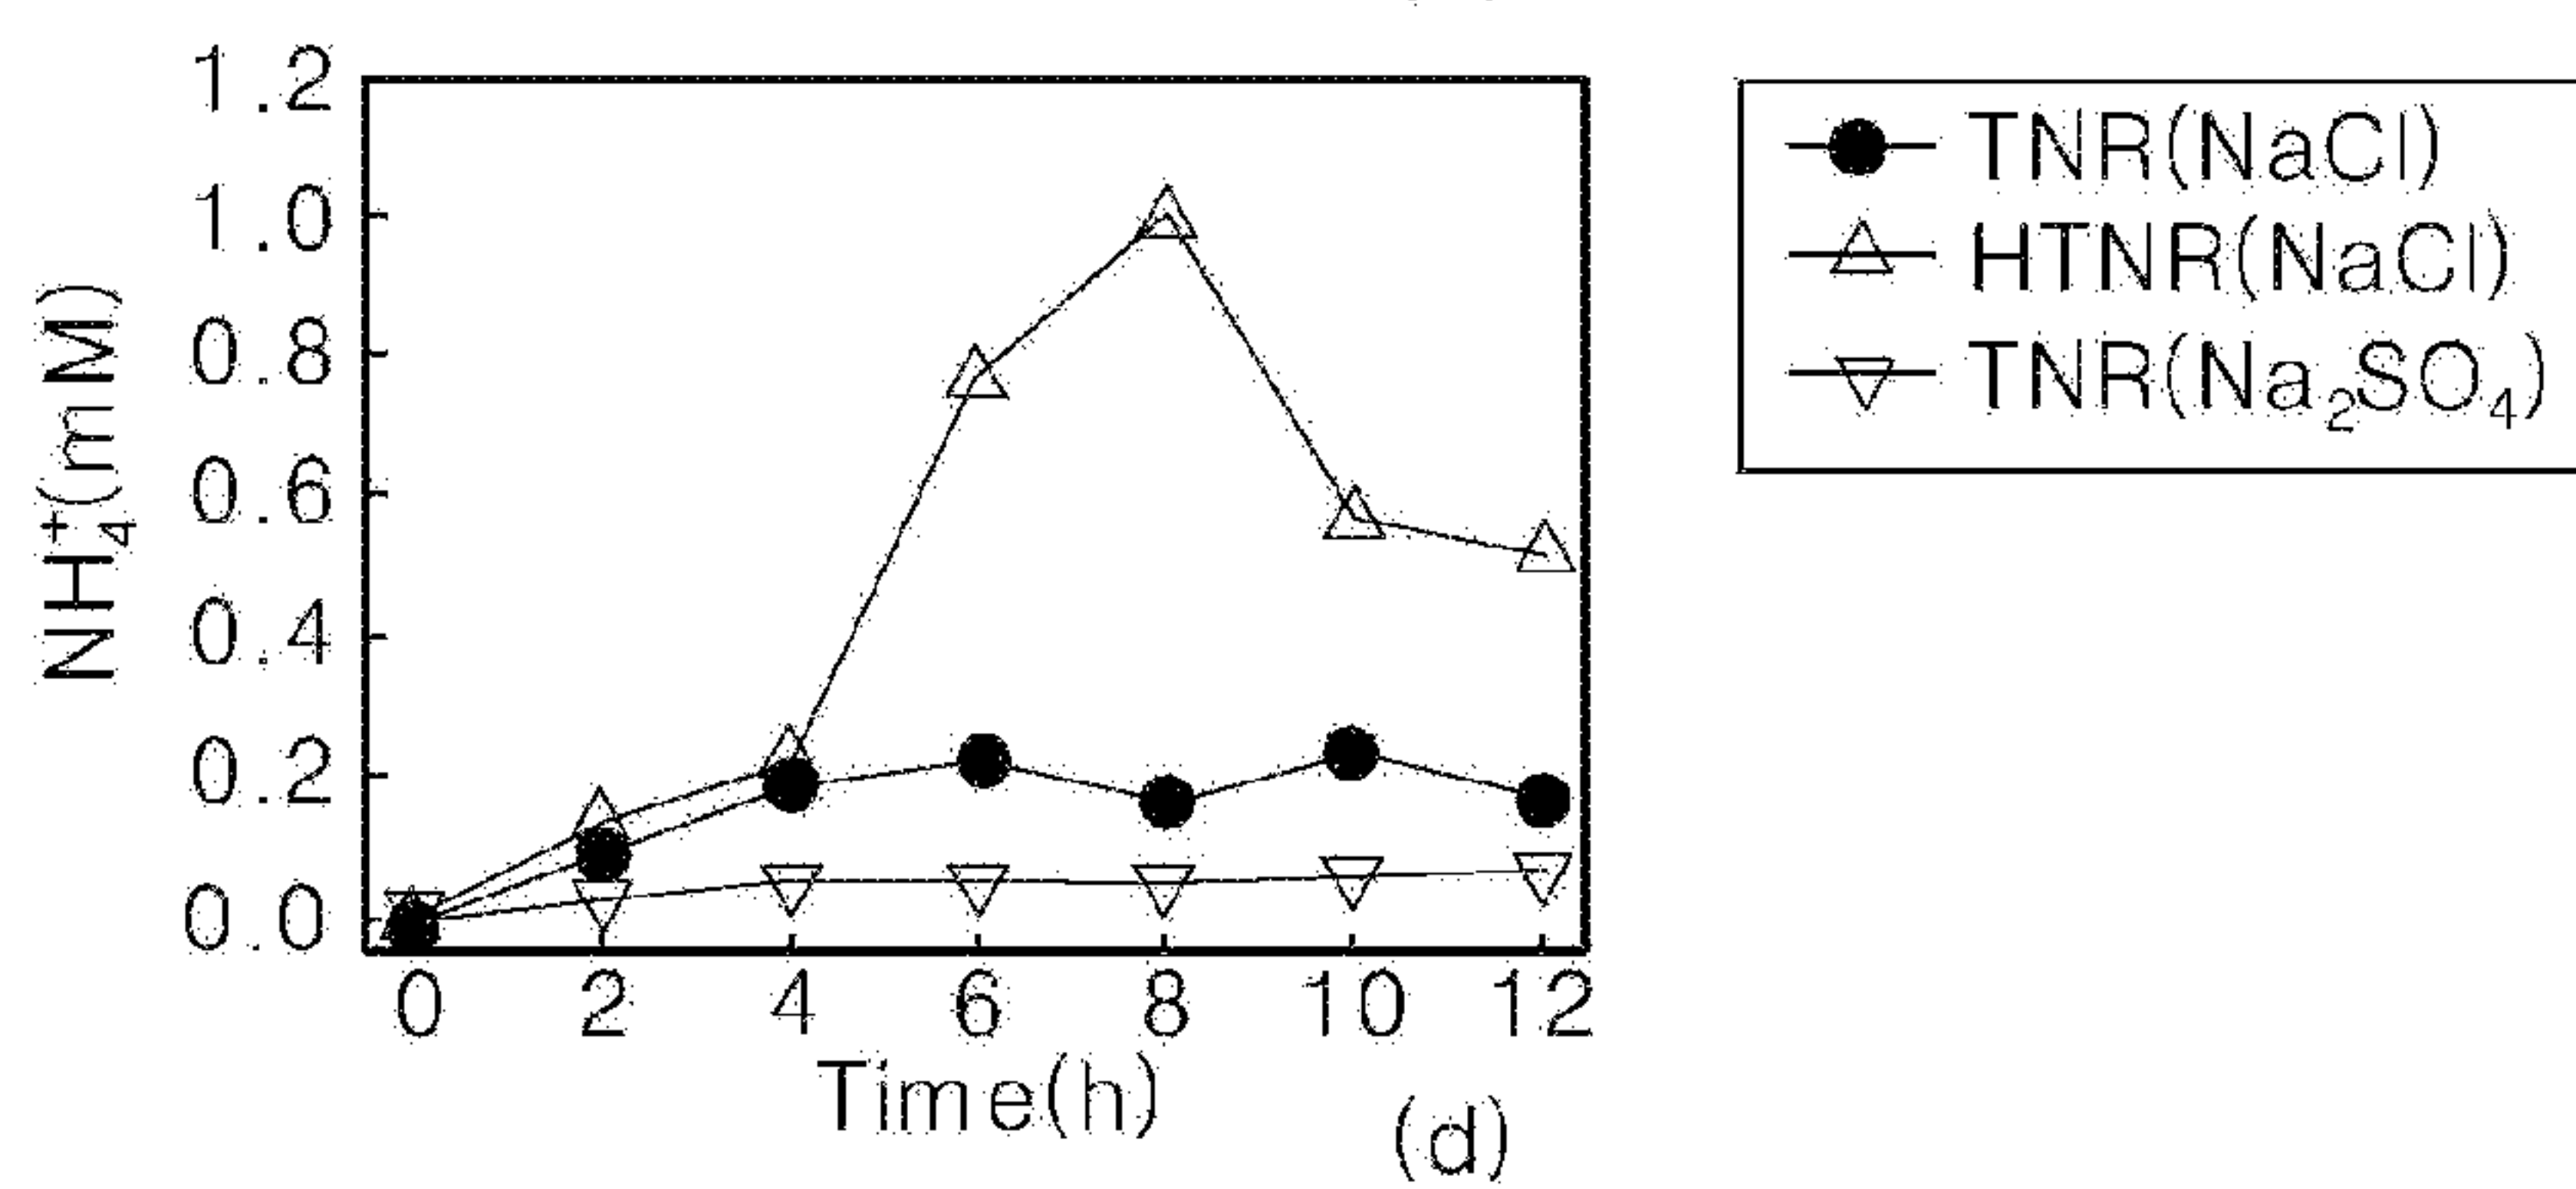 1.2
1.0
0.8
0.6
0.4
0.2
0.0
NH₄⁺(mM)
0 2 4 6 8 10 12
Time(h)
(d)
TNR(NaCl)
HTNR(NaCl)
TNR(Na₂SO₄)